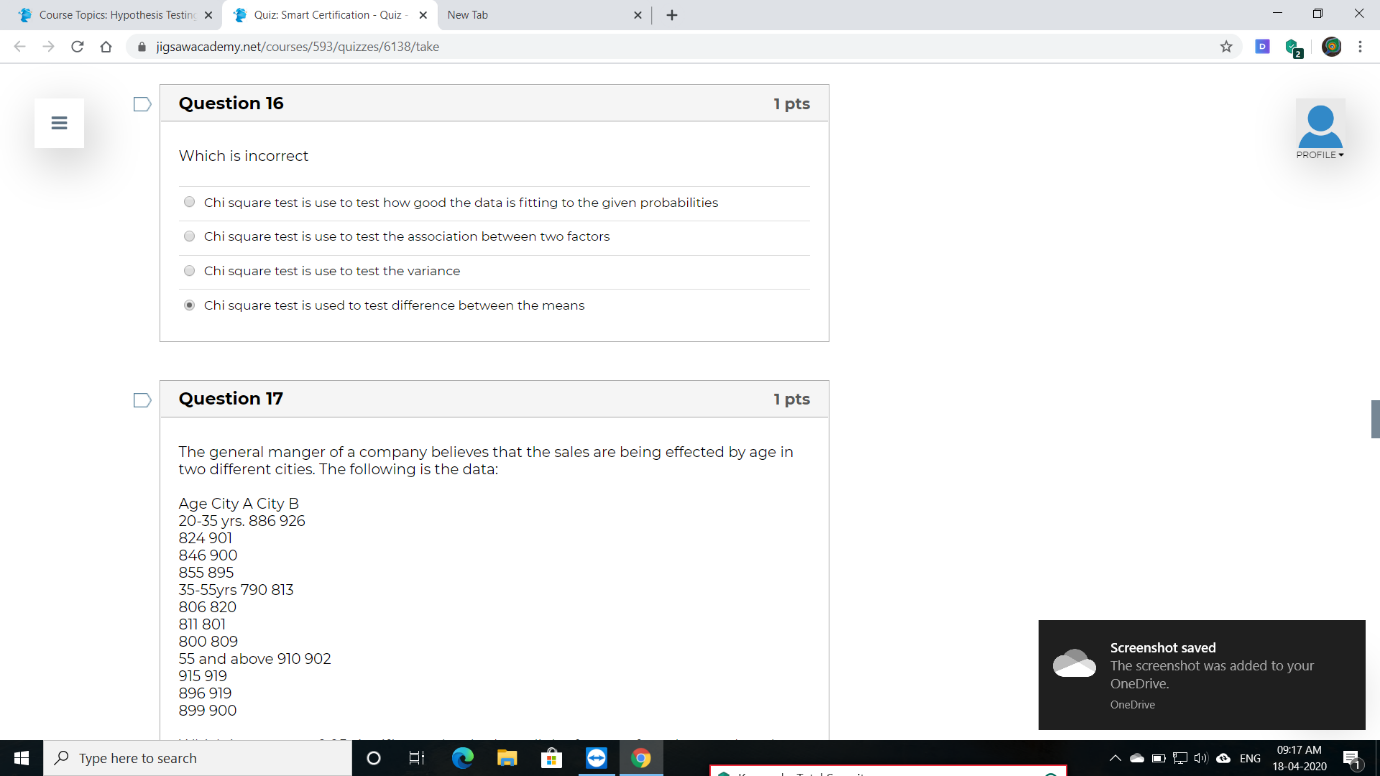 Course Topics: Hypothesis Testing
Quiz: Smart Certification - Quiz -
New Tab
jigsawacademy.net/courses/593/quizzes/6138/take
D
2
Question 16
1 pts
PROFILE
Which is incorrect
Chi square test is use to test how good the data is fitting to the given probabilities
Chi square test is use to test the association between two factors
Chi square test is use to test the variance
Chi square test is used to test difference between the means
Question 17
1 pts
The general manger of a company believes that the sales are being effected by age in
two different cities. The following is the data:
Age City A City B
20-35 yrs. 886 926
824 901
846 900
855 895
35-55yrs 790 813
806 820
811 801
800 809
55 and above 910 902
915 919
896 919
899 900
Screenshot saved
The screenshot was added to your
OneDrive.
OneDrive
Type here to search
ENG
09:17 AM
18-04-2020
1